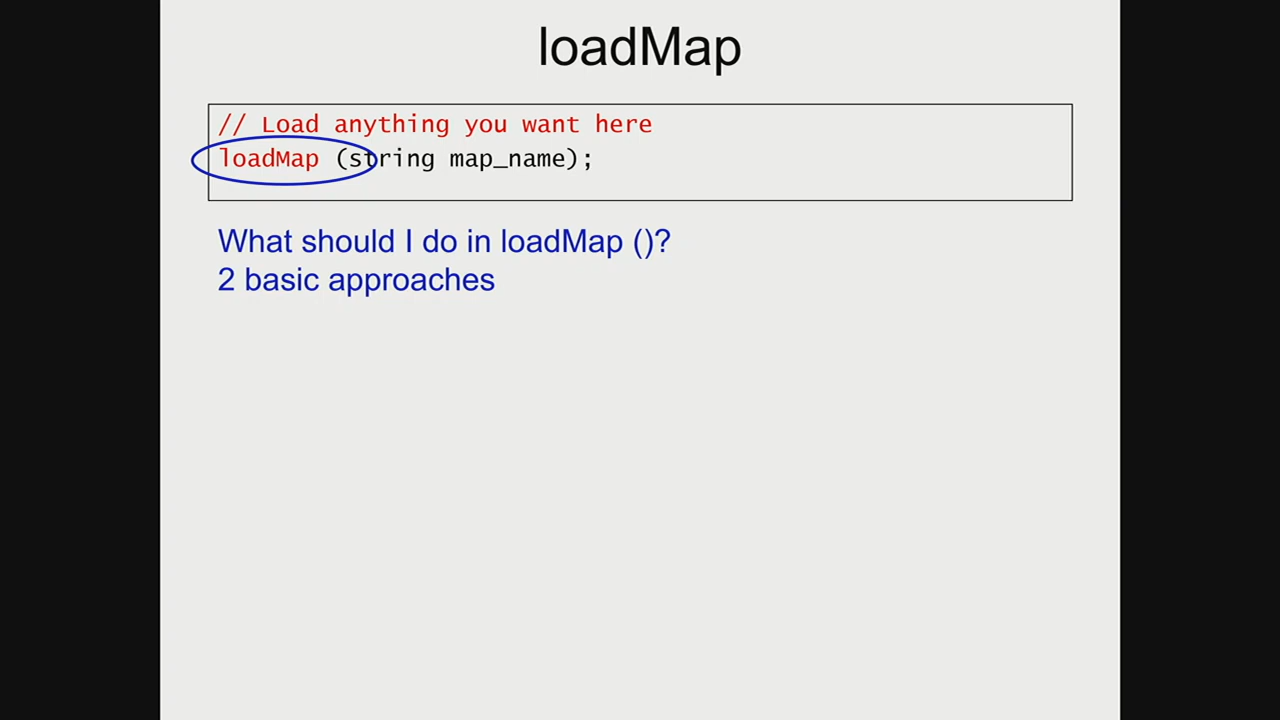 loadMap
// Load anything you want here
loadMap (string map_name);
What should I do in loadMap ()?
2 basic approaches